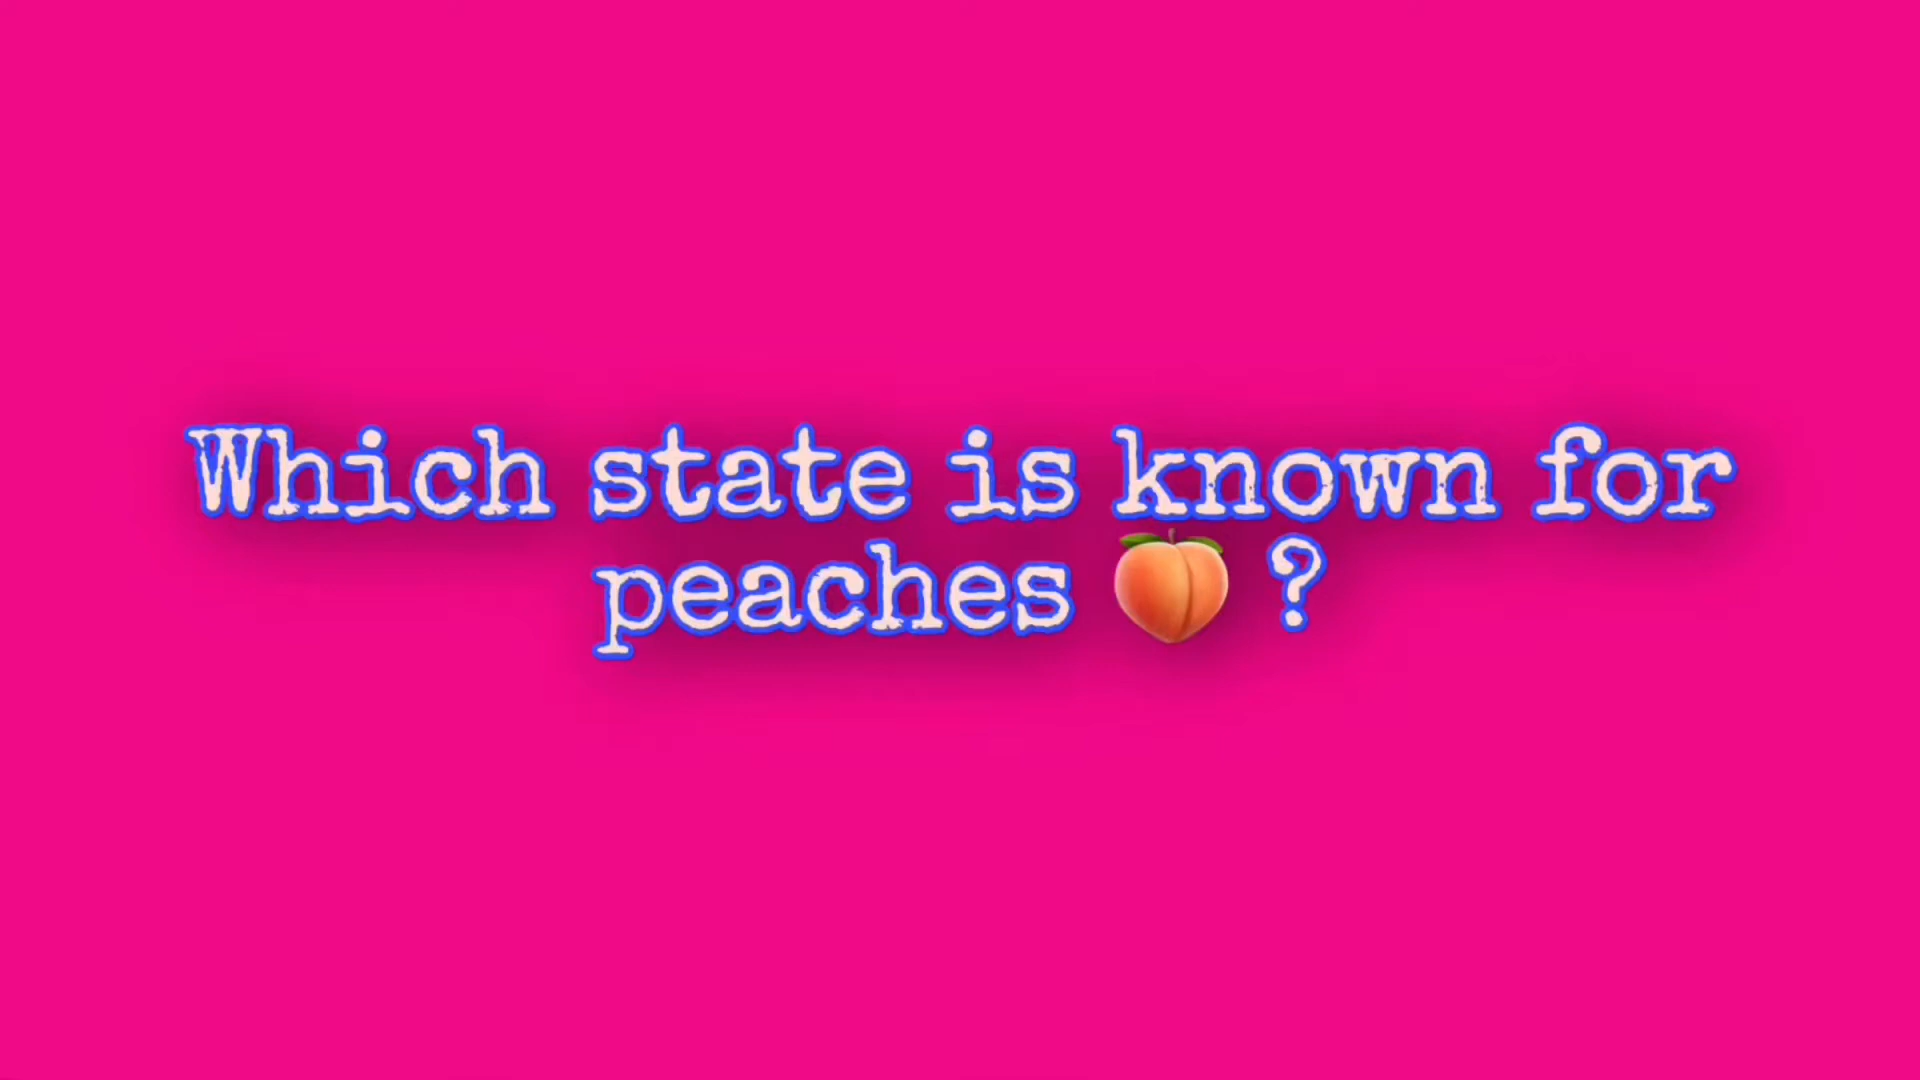 Which state is known for
peaches 🍑 ?